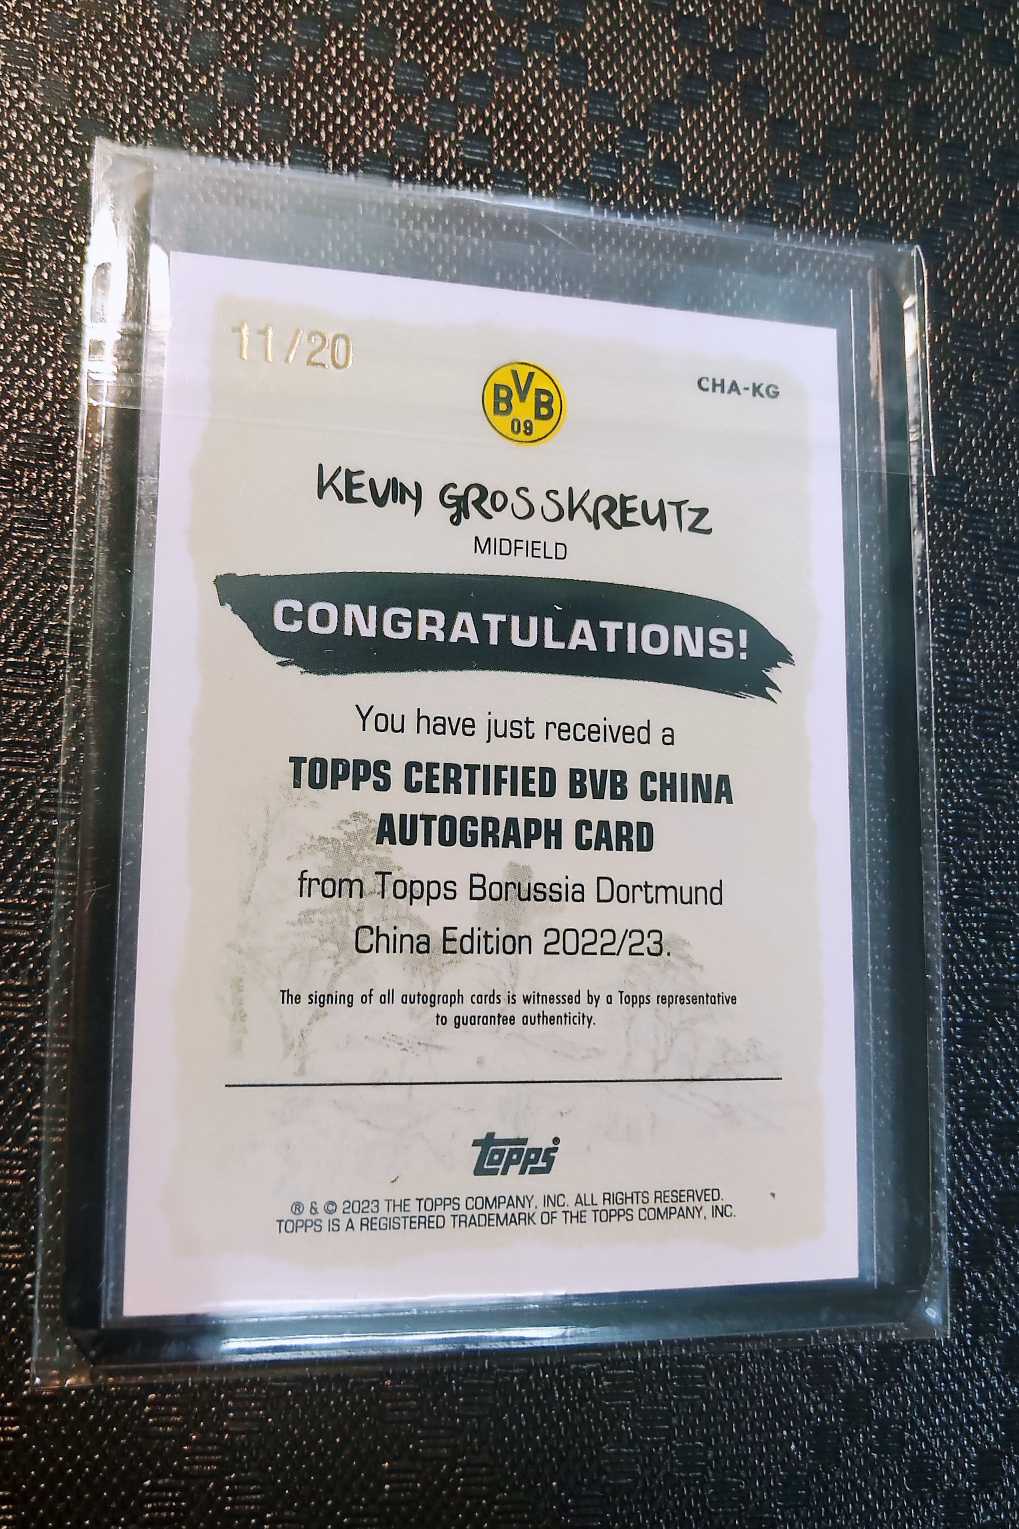 11/20
CHA-KG
BVB
09
KEVIN GROSSKREUTZ
MIDFIELD
CONGRATULATIONS!
You have just received a
TOPPS CERTIFIED BVB CHINA
AUTOGRAPH CARD
from Topps Borussia Dortmund
China Edition 2022/23.
The signing of all autograph cards is witnessed by a Topps representative
to guarantee authenticity.
topps
® & © 2023 THE TOPPS COMPANY, INC. ALL RIGHTS RESERVED.
TOPPS IS A REGISTERED TRADEMARK OF THE TOPPS COMPANY, INC.